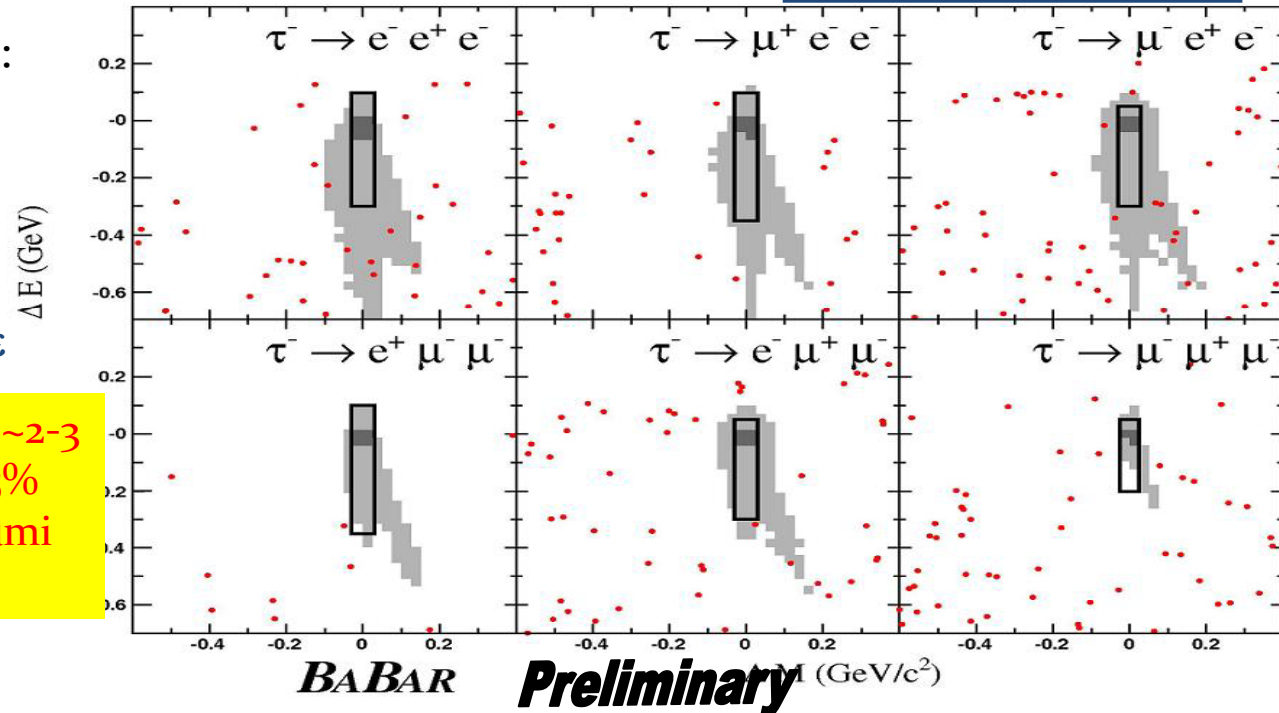 :
τ⁻ → e⁻ e⁺ e⁻
τ⁻ → μ⁺ e⁻ e⁻
τ⁻ → μ⁻ e⁺ e⁻
0.2
-0
-0.2
-0.4
-0.6
Δ E (GeV)
τ⁻ → e⁺ μ⁻ μ⁻
τ⁻ → e⁻ μ⁺ μ⁻
τ⁻ → μ⁻ μ⁺ μ⁻
0.2
-0
~2-3
%
-0.4 -0.2 0 0.2 -0.4 -0.2 0 0.2 -0.4 -0.2 0 0.2
BABAR Preliminary M (GeV/c²)